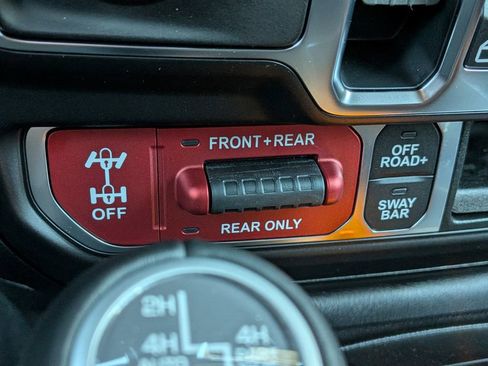 FRONT+REAR
OFF
REAR ONLY
OFF
ROAD+
SWAY
BAR
2H
4H
4H